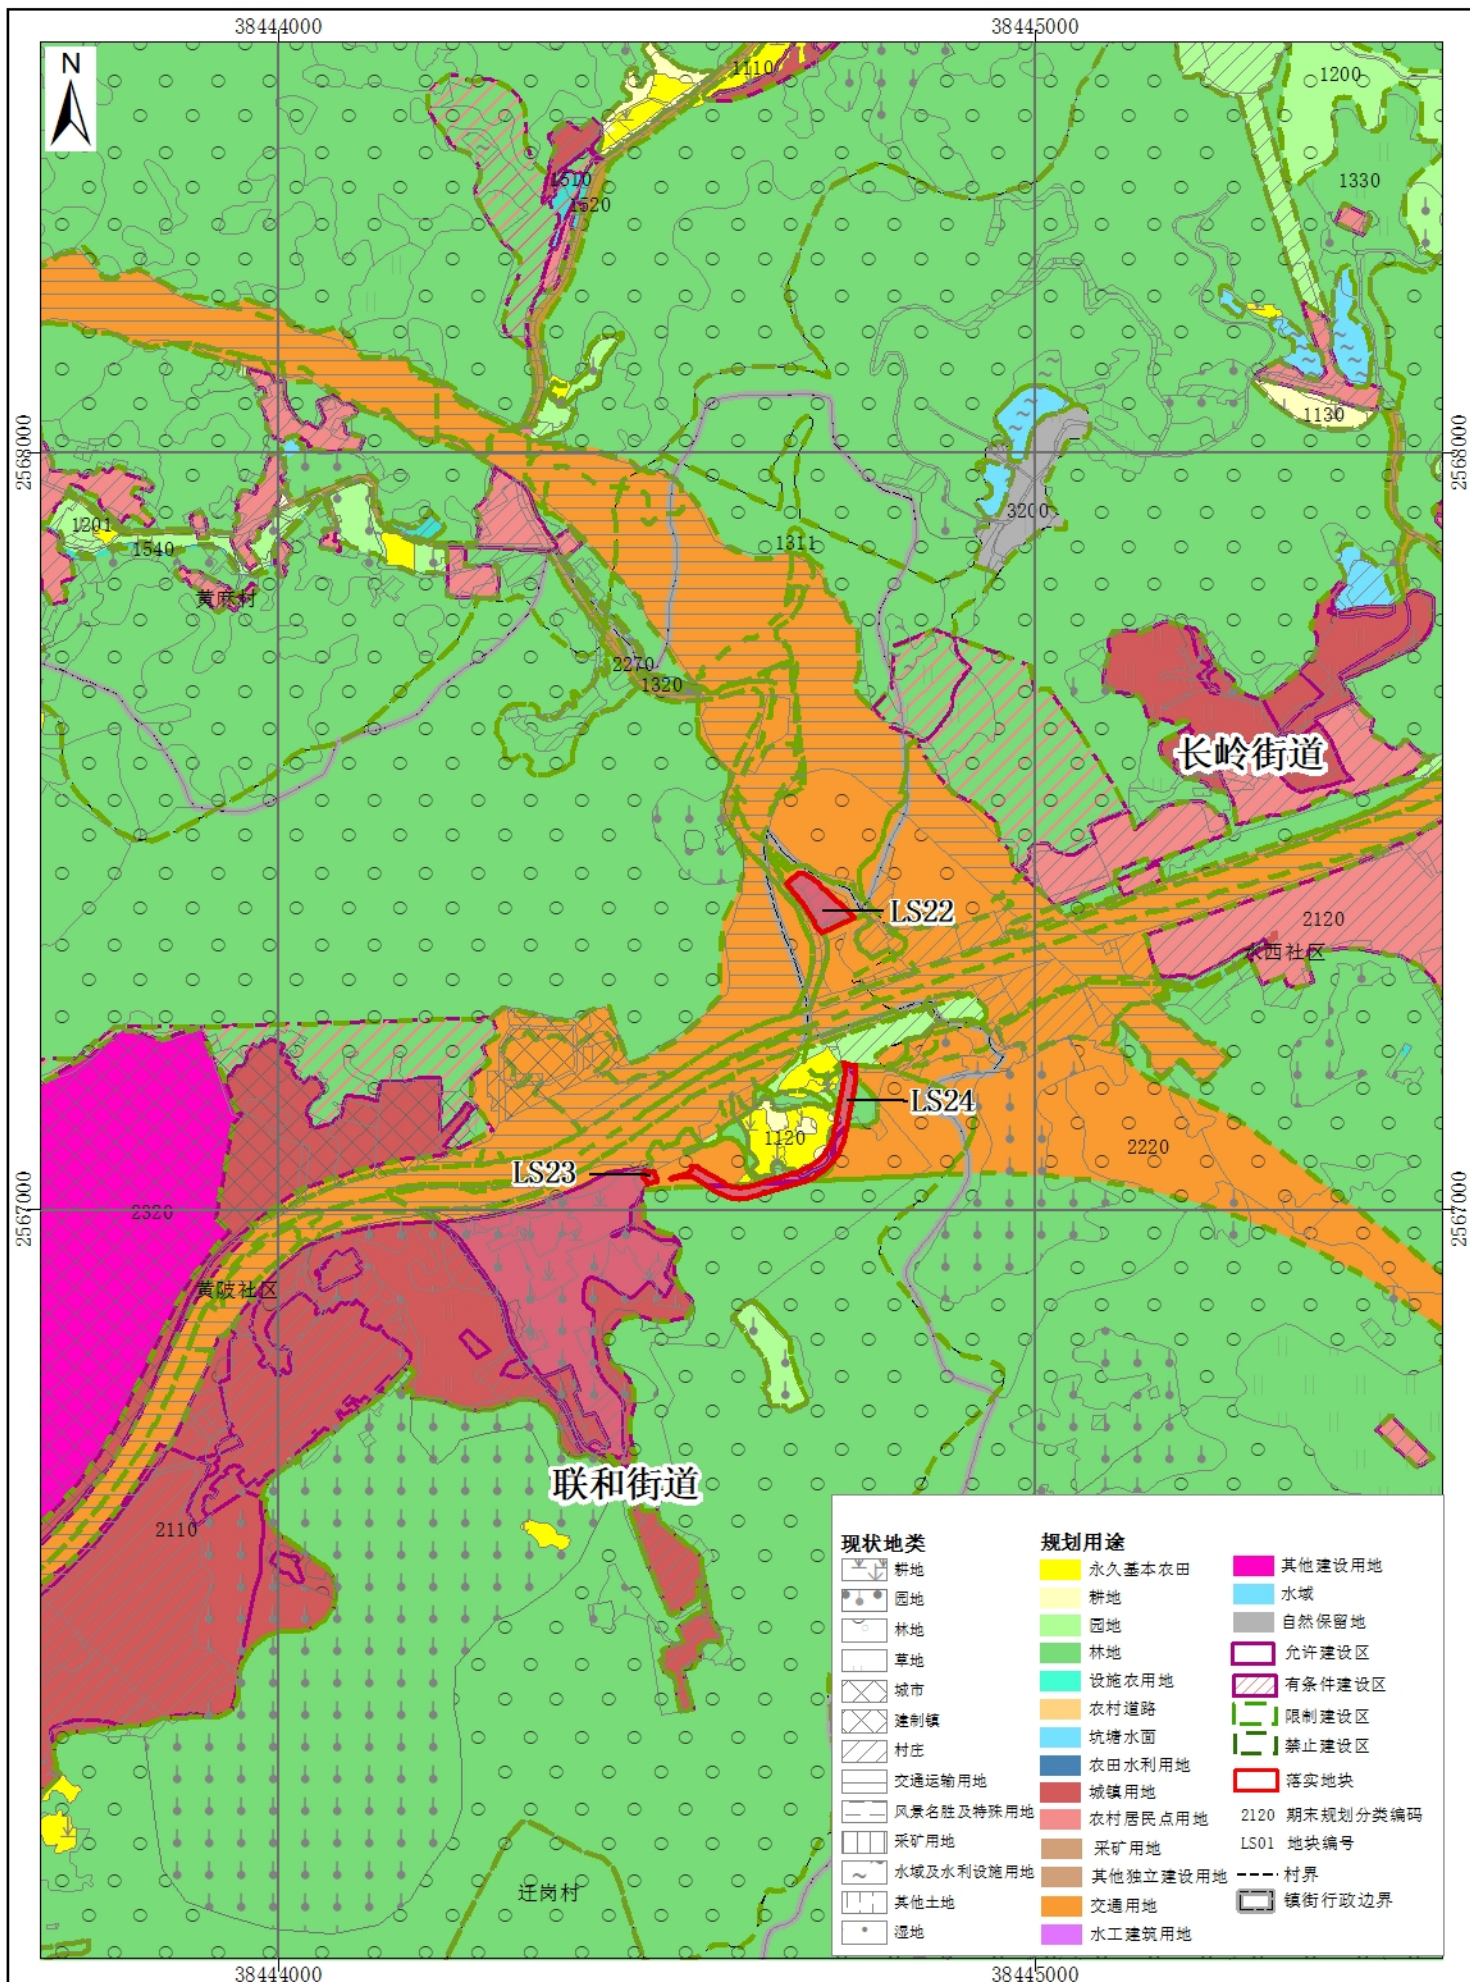 38444000
38445000
N
1110
1200
1510
1520
1330
1130
2568000
2568000
1201
1540
3200
1311
黄麻村
2270
1320
长岭街道
LS22
2120
水西社区
LS24
1120
2220
LS23
2567000
2567000
2320
黄陂社区
联和街道
2110
迁岗村
现状地类
耕地
园地
林地
草地
城市
建制镇
村庄
交通运输用地
风景名胜及特殊用地
采矿用地
水域及水利设施用地
其他土地
湿地
规划用途
永久基本农田
耕地
园地
林地
设施农用地
农村道路
坑塘水面
农田水利用地
城镇用地
农村居民点用地
采矿用地
其他独立建设用地
交通用地
水工建筑用地
其他建设用地
水域
自然保留地
允许建设区
有条件建设区
限制建设区
禁止建设区
落实地块
2120 期末规划分类编码
LS01 地块编号
村界
镇街行政边界
38444000
38445000